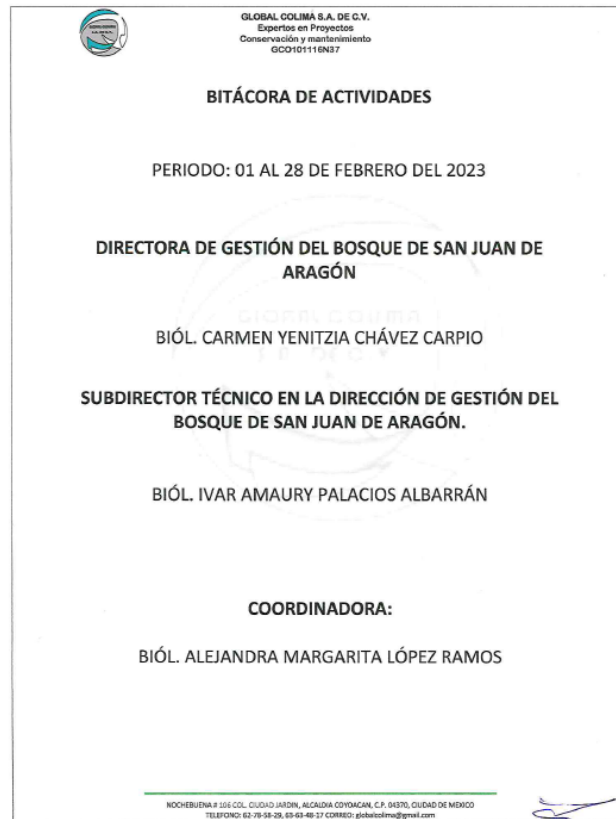 GLOBAL COLIMA S.A. DE C.V.
Expertos en Proyectos
Conservación y mantenimiento
GCO101116N37
BITÁCORA DE ACTIVIDADES
PERIODO: 01 AL 28 DE FEBRERO DEL 2023
DIRECTORA DE GESTIÓN DEL BOSQUE DE SAN JUAN DE
ARAGÓN
GLOBAL COLIMA
BIÓL. CARMEN YENITZIA CHÁVEZ CARPIO
SUBDIRECTOR TÉCNICO EN LA DIRECCIÓN DE GESTIÓN DEL
BOSQUE DE SAN JUAN DE ARAGÓN.
BIÓL. IVAR AMAURY PALACIOS ALBARRÁN
COORDINADORA:
BIÓL. ALEJANDRA MARGARITA LÓPEZ RAMOS
NOCHEBUENA # 106 COL. CIUDAD JARDIN, ALCALDIA COYOACAN, C.P. 04370, CIUDAD DE MEXICO
TELEFONO: 62-78-58-29, 63-63-48-17 CORREO: globalcolima@gmail.com